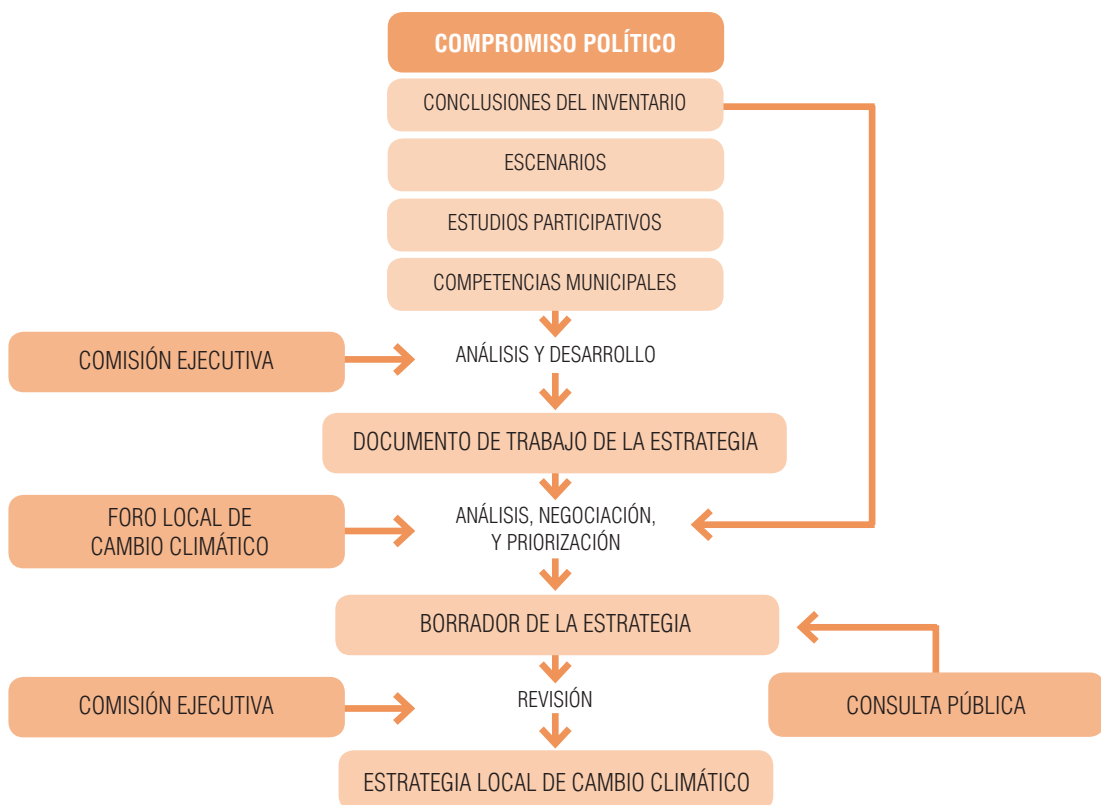 COMPROMISO POLÍTICO
CONCLUSIONES DEL INVENTARIO
ESCENARIOS
ESTUDIOS PARTICIPATIVOS
COMPETENCIAS MUNICIPALES
COMISIÓN EJECUTIVA
ANÁLISIS Y DESARROLLO
DOCUMENTO DE TRABAJO DE LA ESTRATEGIA
FORO LOCAL DE
CAMBIO CLIMÁTICO
ANÁLISIS, NEGOCIACIÓN,
Y PRIORIZACIÓN
BORRADOR DE LA ESTRATEGIA
COMISIÓN EJECUTIVA
REVISIÓN
CONSULTA PÚBLICA
ESTRATEGIA LOCAL DE CAMBIO CLIMÁTICO